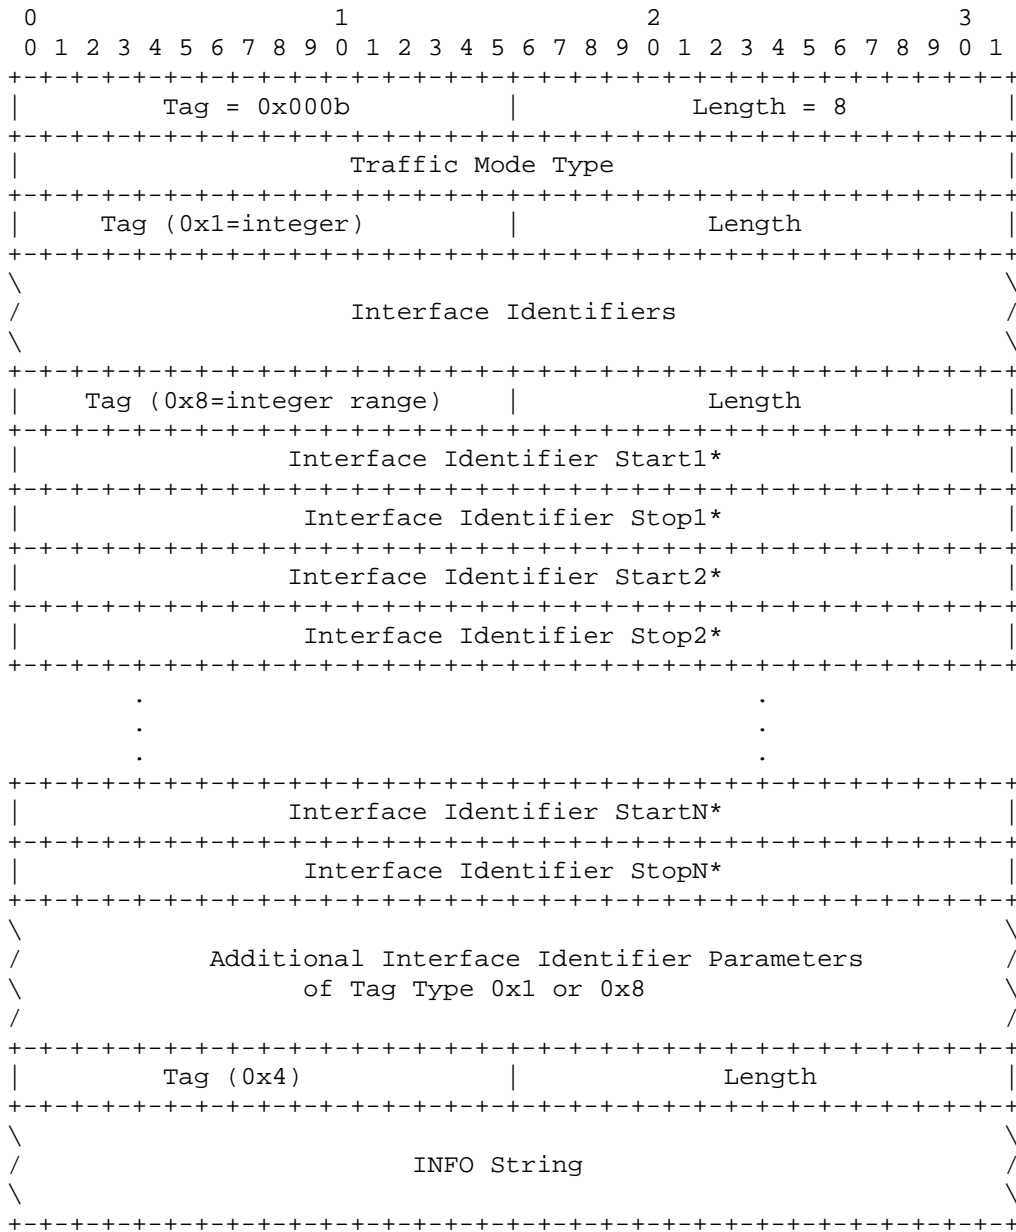 0                   1                   2                   3
 0 1 2 3 4 5 6 7 8 9 0 1 2 3 4 5 6 7 8 9 0 1 2 3 4 5 6 7 8 9 0 1
+-+-+-+-+-+-+-+-+-+-+-+-+-+-+-+-+-+-+-+-+-+-+-+-+-+-+-+-+-+-+-+-+
|         Tag = 0x000b          |           Length = 8          |
+-+-+-+-+-+-+-+-+-+-+-+-+-+-+-+-+-+-+-+-+-+-+-+-+-+-+-+-+-+-+-+-+
|                     Traffic Mode Type                         |
+-+-+-+-+-+-+-+-+-+-+-+-+-+-+-+-+-+-+-+-+-+-+-+-+-+-+-+-+-+-+-+-+
|     Tag (0x1=integer)         |            Length             |
+-+-+-+-+-+-+-+-+-+-+-+-+-+-+-+-+-+-+-+-+-+-+-+-+-+-+-+-+-+-+-+-+
\                                                               \
/                     Interface Identifiers                     /
\                                                               \
+-+-+-+-+-+-+-+-+-+-+-+-+-+-+-+-+-+-+-+-+-+-+-+-+-+-+-+-+-+-+-+-+
|    Tag (0x8=integer range)    |            Length             |
+-+-+-+-+-+-+-+-+-+-+-+-+-+-+-+-+-+-+-+-+-+-+-+-+-+-+-+-+-+-+-+-+
|                 Interface Identifier Start1*                  |
+-+-+-+-+-+-+-+-+-+-+-+-+-+-+-+-+-+-+-+-+-+-+-+-+-+-+-+-+-+-+-+-+
|                  Interface Identifier Stop1*                  |
+-+-+-+-+-+-+-+-+-+-+-+-+-+-+-+-+-+-+-+-+-+-+-+-+-+-+-+-+-+-+-+-+
|                 Interface Identifier Start2*                  |
+-+-+-+-+-+-+-+-+-+-+-+-+-+-+-+-+-+-+-+-+-+-+-+-+-+-+-+-+-+-+-+-+
|                  Interface Identifier Stop2*                  |
+-+-+-+-+-+-+-+-+-+-+-+-+-+-+-+-+-+-+-+-+-+-+-+-+-+-+-+-+-+-+-+-+
        .                                       .
        .                                       .
        .                                       .
+-+-+-+-+-+-+-+-+-+-+-+-+-+-+-+-+-+-+-+-+-+-+-+-+-+-+-+-+-+-+-+-+
|                 Interface Identifier StartN*                  |
+-+-+-+-+-+-+-+-+-+-+-+-+-+-+-+-+-+-+-+-+-+-+-+-+-+-+-+-+-+-+-+-+
|                  Interface Identifier StopN*                  |
+-+-+-+-+-+-+-+-+-+-+-+-+-+-+-+-+-+-+-+-+-+-+-+-+-+-+-+-+-+-+-+-+
\                                                               \
/            Additional Interface Identifier Parameters         /
\                  of Tag Type 0x1 or 0x8                       \
/                                                               /
+-+-+-+-+-+-+-+-+-+-+-+-+-+-+-+-+-+-+-+-+-+-+-+-+-+-+-+-+-+-+-+-+
|         Tag (0x4)             |             Length            |
+-+-+-+-+-+-+-+-+-+-+-+-+-+-+-+-+-+-+-+-+-+-+-+-+-+-+-+-+-+-+-+-+
\                                                               \
/                         INFO String                           /
\                                                               \
+-+-+-+-+-+-+-+-+-+-+-+-+-+-+-+-+-+-+-+-+-+-+-+-+-+-+-+-+-+-+-+-+